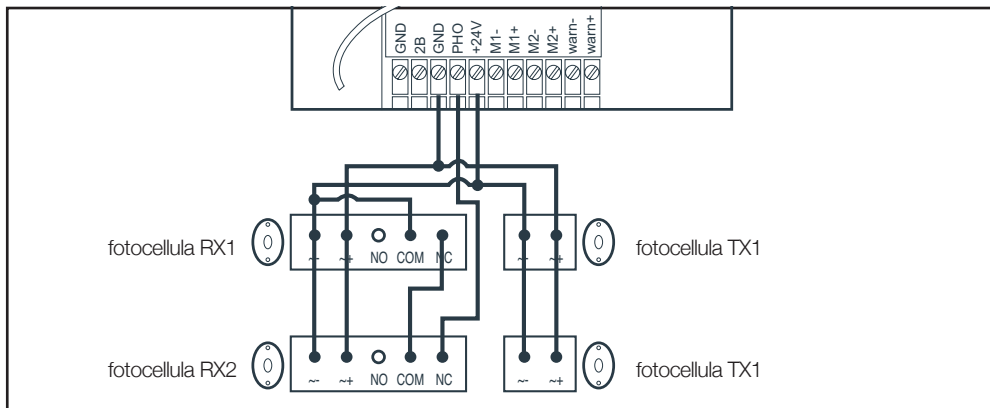 GND 2B GND PHO +24V M1- M1+ M2- M2+ warn- warn+
fotocellula RX1
~- ~+ NO COM NC
~- ~+
fotocellula TX1
fotocellula RX2
~- ~+ NO COM NC
~- ~+
fotocellula TX1